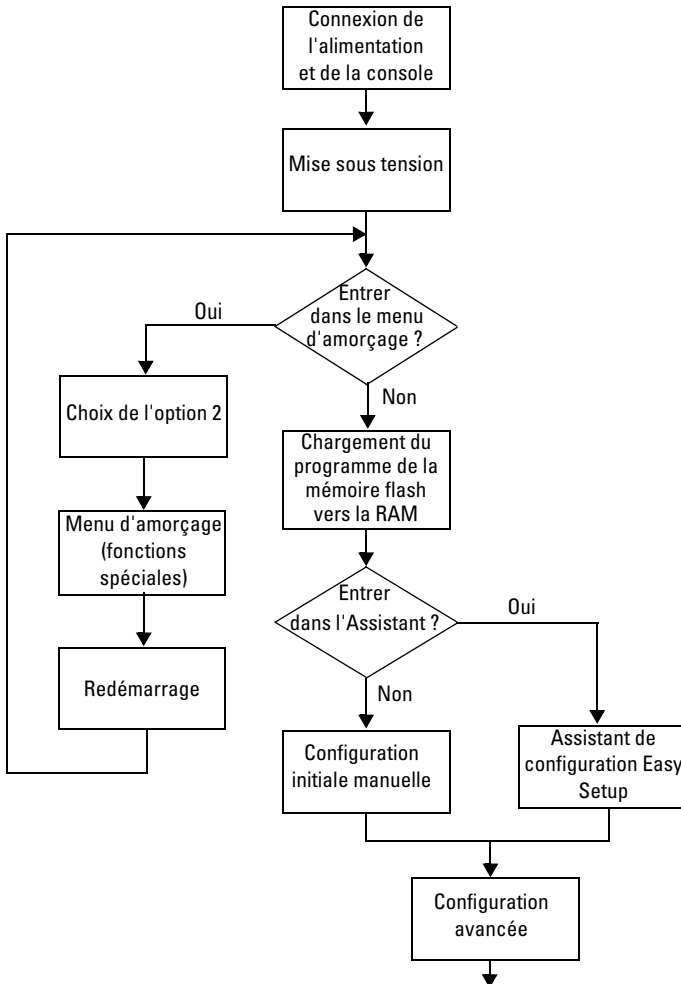 Connexion de
l'alimentation
et de la console
Mise sous tension
Entrer
dans le menu
d'amorçage ?
Oui
Non
Choix de l'option 2
Chargement du
programme de la
mémoire flash
vers la RAM
Menu d'amorçage
(fonctions
spéciales)
Entrer
dans l'Assistant ?
Oui
Non
Redémarrage
Configuration
initiale manuelle
Assistant de
configuration Easy
Setup
Configuration
avancée